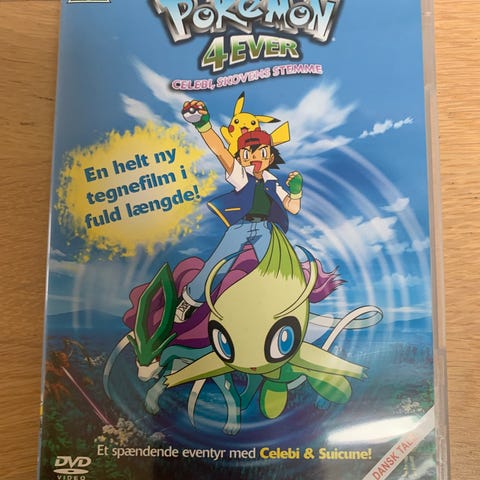 POKéMON
4EVER
CELEBI, SKOVENS STEMME
En helt ny
tegnefilm i
fuld længde!
Et spændende eventyr med Celebi & Suicune!
DVD
VIDEO
DANSK